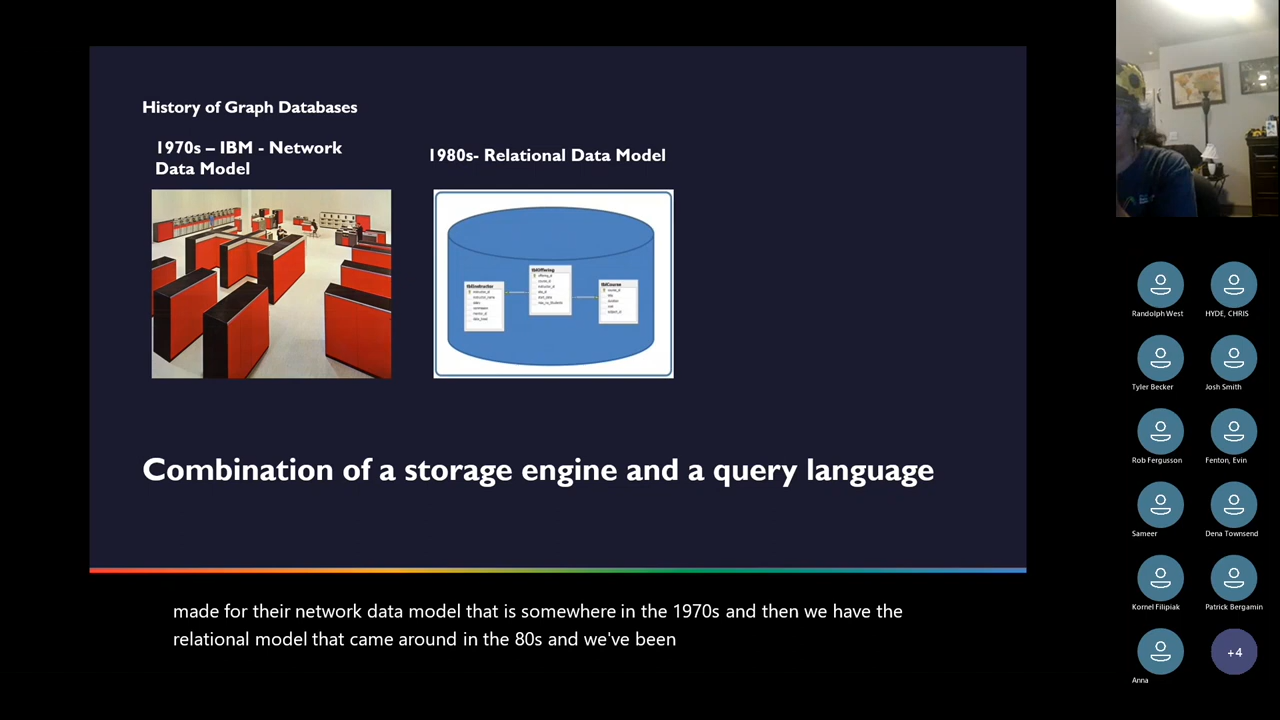 History of Graph Databases
1970s – IBM - Network
Data Model
1980s- Relational Data Model
tblInstructor
tblOffering
tblCourse
Combination of a storage engine and a query language
made for their network data model that is somewhere in the 1970s and then we have the
relational model that came around in the 80s and we've been
Randolph West
HYDE, CHRIS
Tyler Becker
Josh Smith
Rob Fergusson
Fenton, Evin
Sameer
Dena Townsend
Kornel Filipiak
Patrick Bergamin
Anna
+4